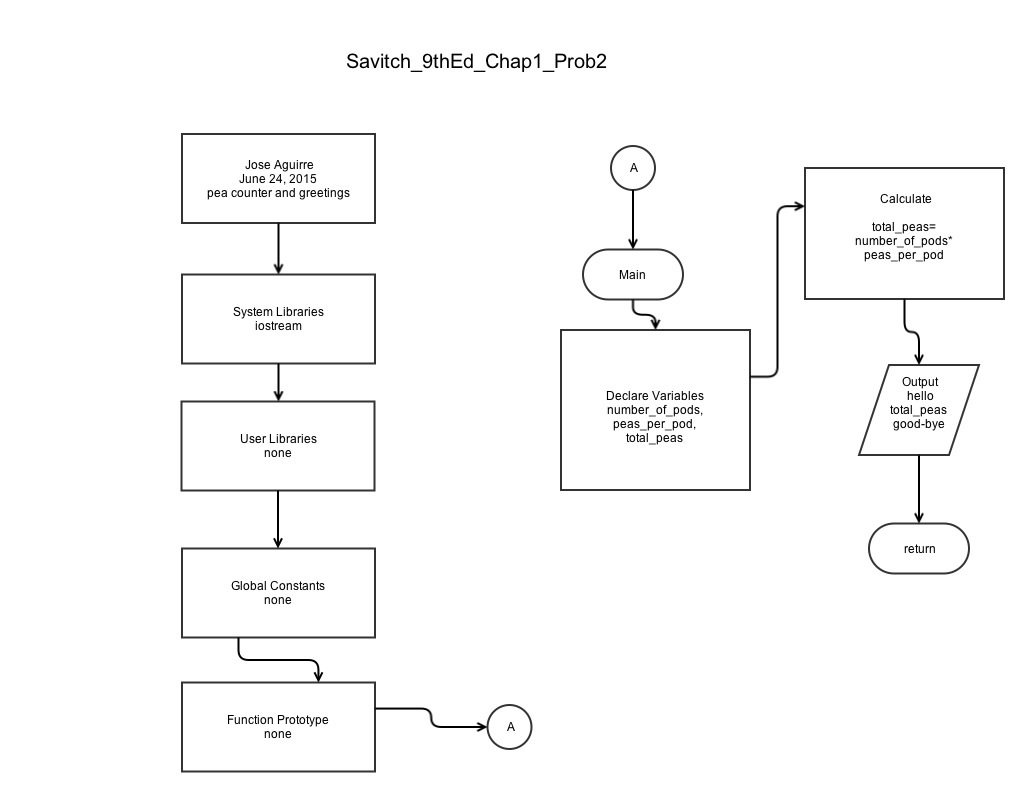 Savitch_9thEd_Chap1_Prob2
Jose Aguirre
June 24, 2015
pea counter and greetings
System Libraries
iostream
User Libraries
none
Global Constants
none
Function Prototype
none
A
A
Main
Declare Variables
number_of_pods,
peas_per_pod,
total_peas
Calculate
total_peas=
number_of_pods*
peas_per_pod
Output
hello
total_peas
good-bye
return